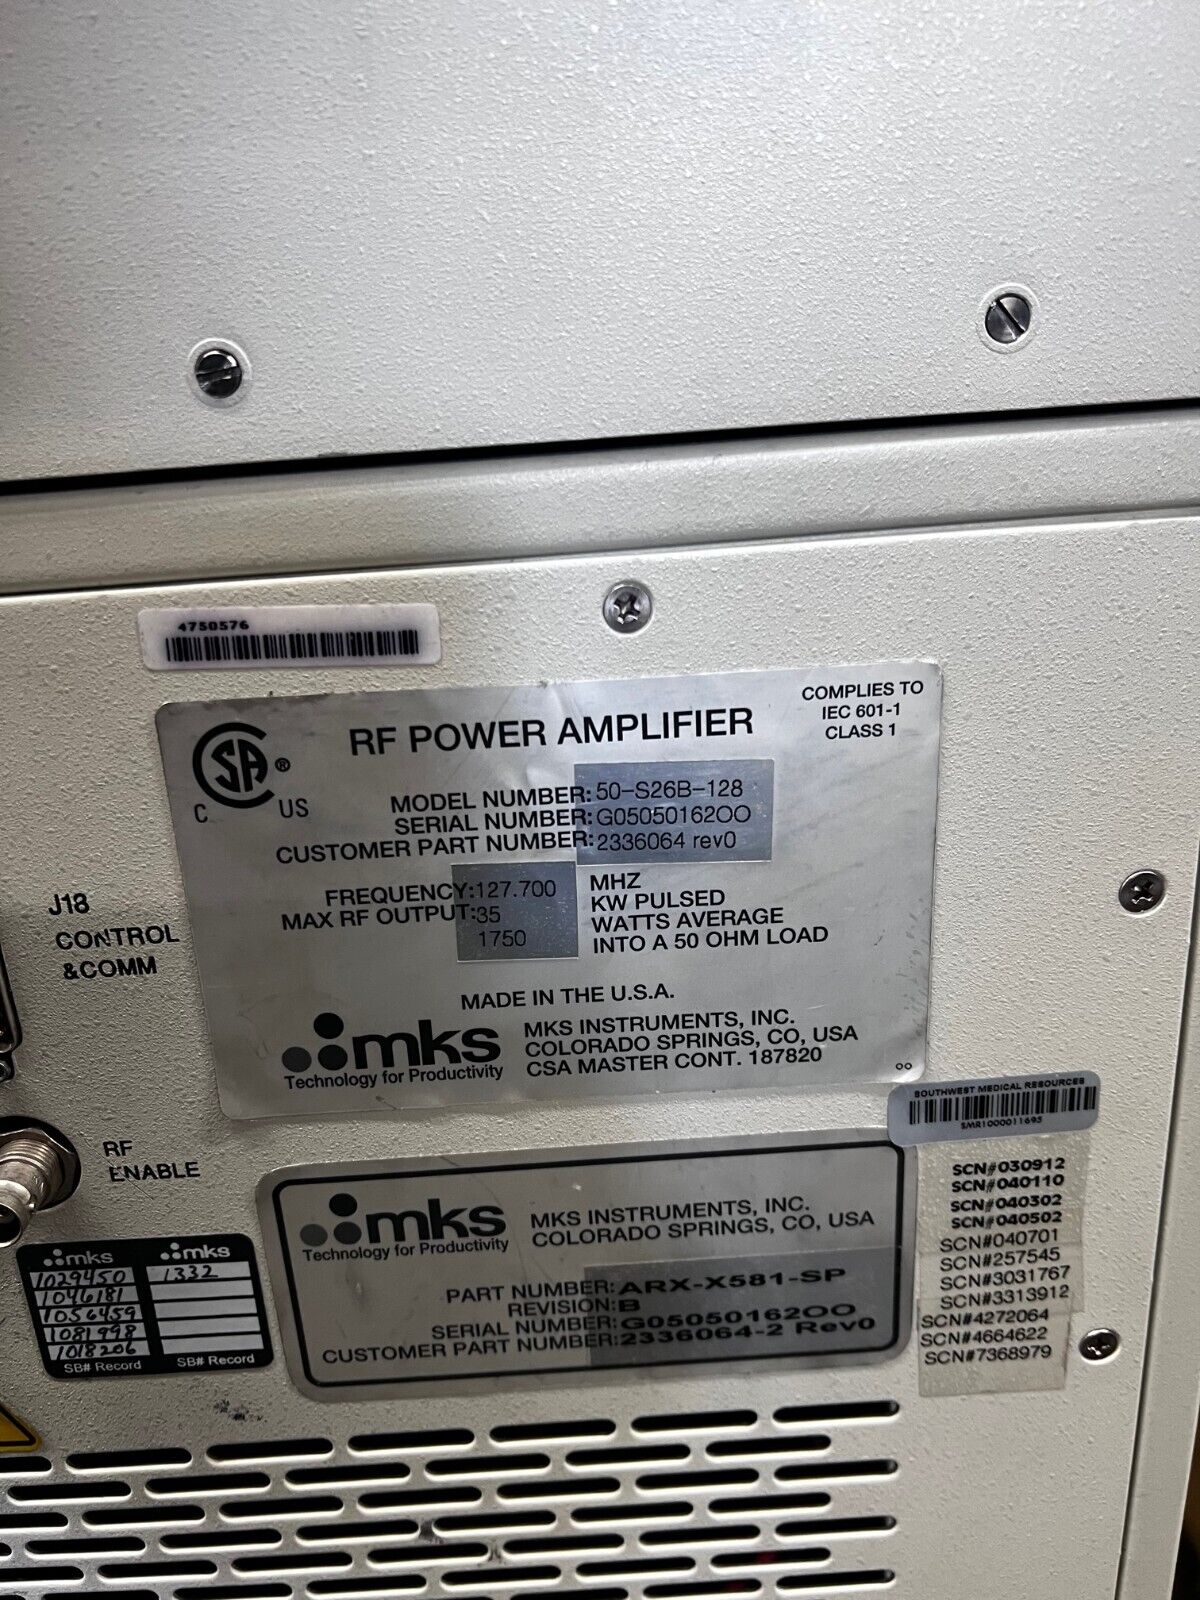 4750576
CSA
®
C
US
RF POWER AMPLIFIER
COMPLIES TO
IEC 601-1
CLASS 1
MODEL NUMBER: 50-S26B-128
SERIAL NUMBER: G0505016200
CUSTOMER PART NUMBER: 2336064 rev0
FREQUENCY: 127.700 MHZ
MAX RF OUTPUT: 35 KW PULSED
1750 WATTS AVERAGE
INTO A 50 OHM LOAD
MADE IN THE U.S.A.
mks
Technology for Productivity
MKS INSTRUMENTS, INC.
COLORADO SPRINGS, CO, USA
CSA MASTER CONT. 187820
J18
CONTROL
&COMM
RF
ENABLE
SOUTHWEST MEDICAL RESOURCES
SMR1000011695
mks
Technology for Productivity
MKS INSTRUMENTS, INC.
COLORADO SPRINGS, CO, USA
PART NUMBER: ARX-X581-SP
REVISION: B
SERIAL NUMBER: G0505016200
CUSTOMER PART NUMBER: 2336064-2 Rev0
SCN#030912
SCN#040110
SCN#040302
SCN#040502
SCN#040701
SCN#257545
SCN#3031767
SCN#3313912
SCN#4272064
SCN#4664622
SCN#7368979
mks
1029450
1046181
1056459
1081998
1018206
SB# Record
mks
1332
SB# Record